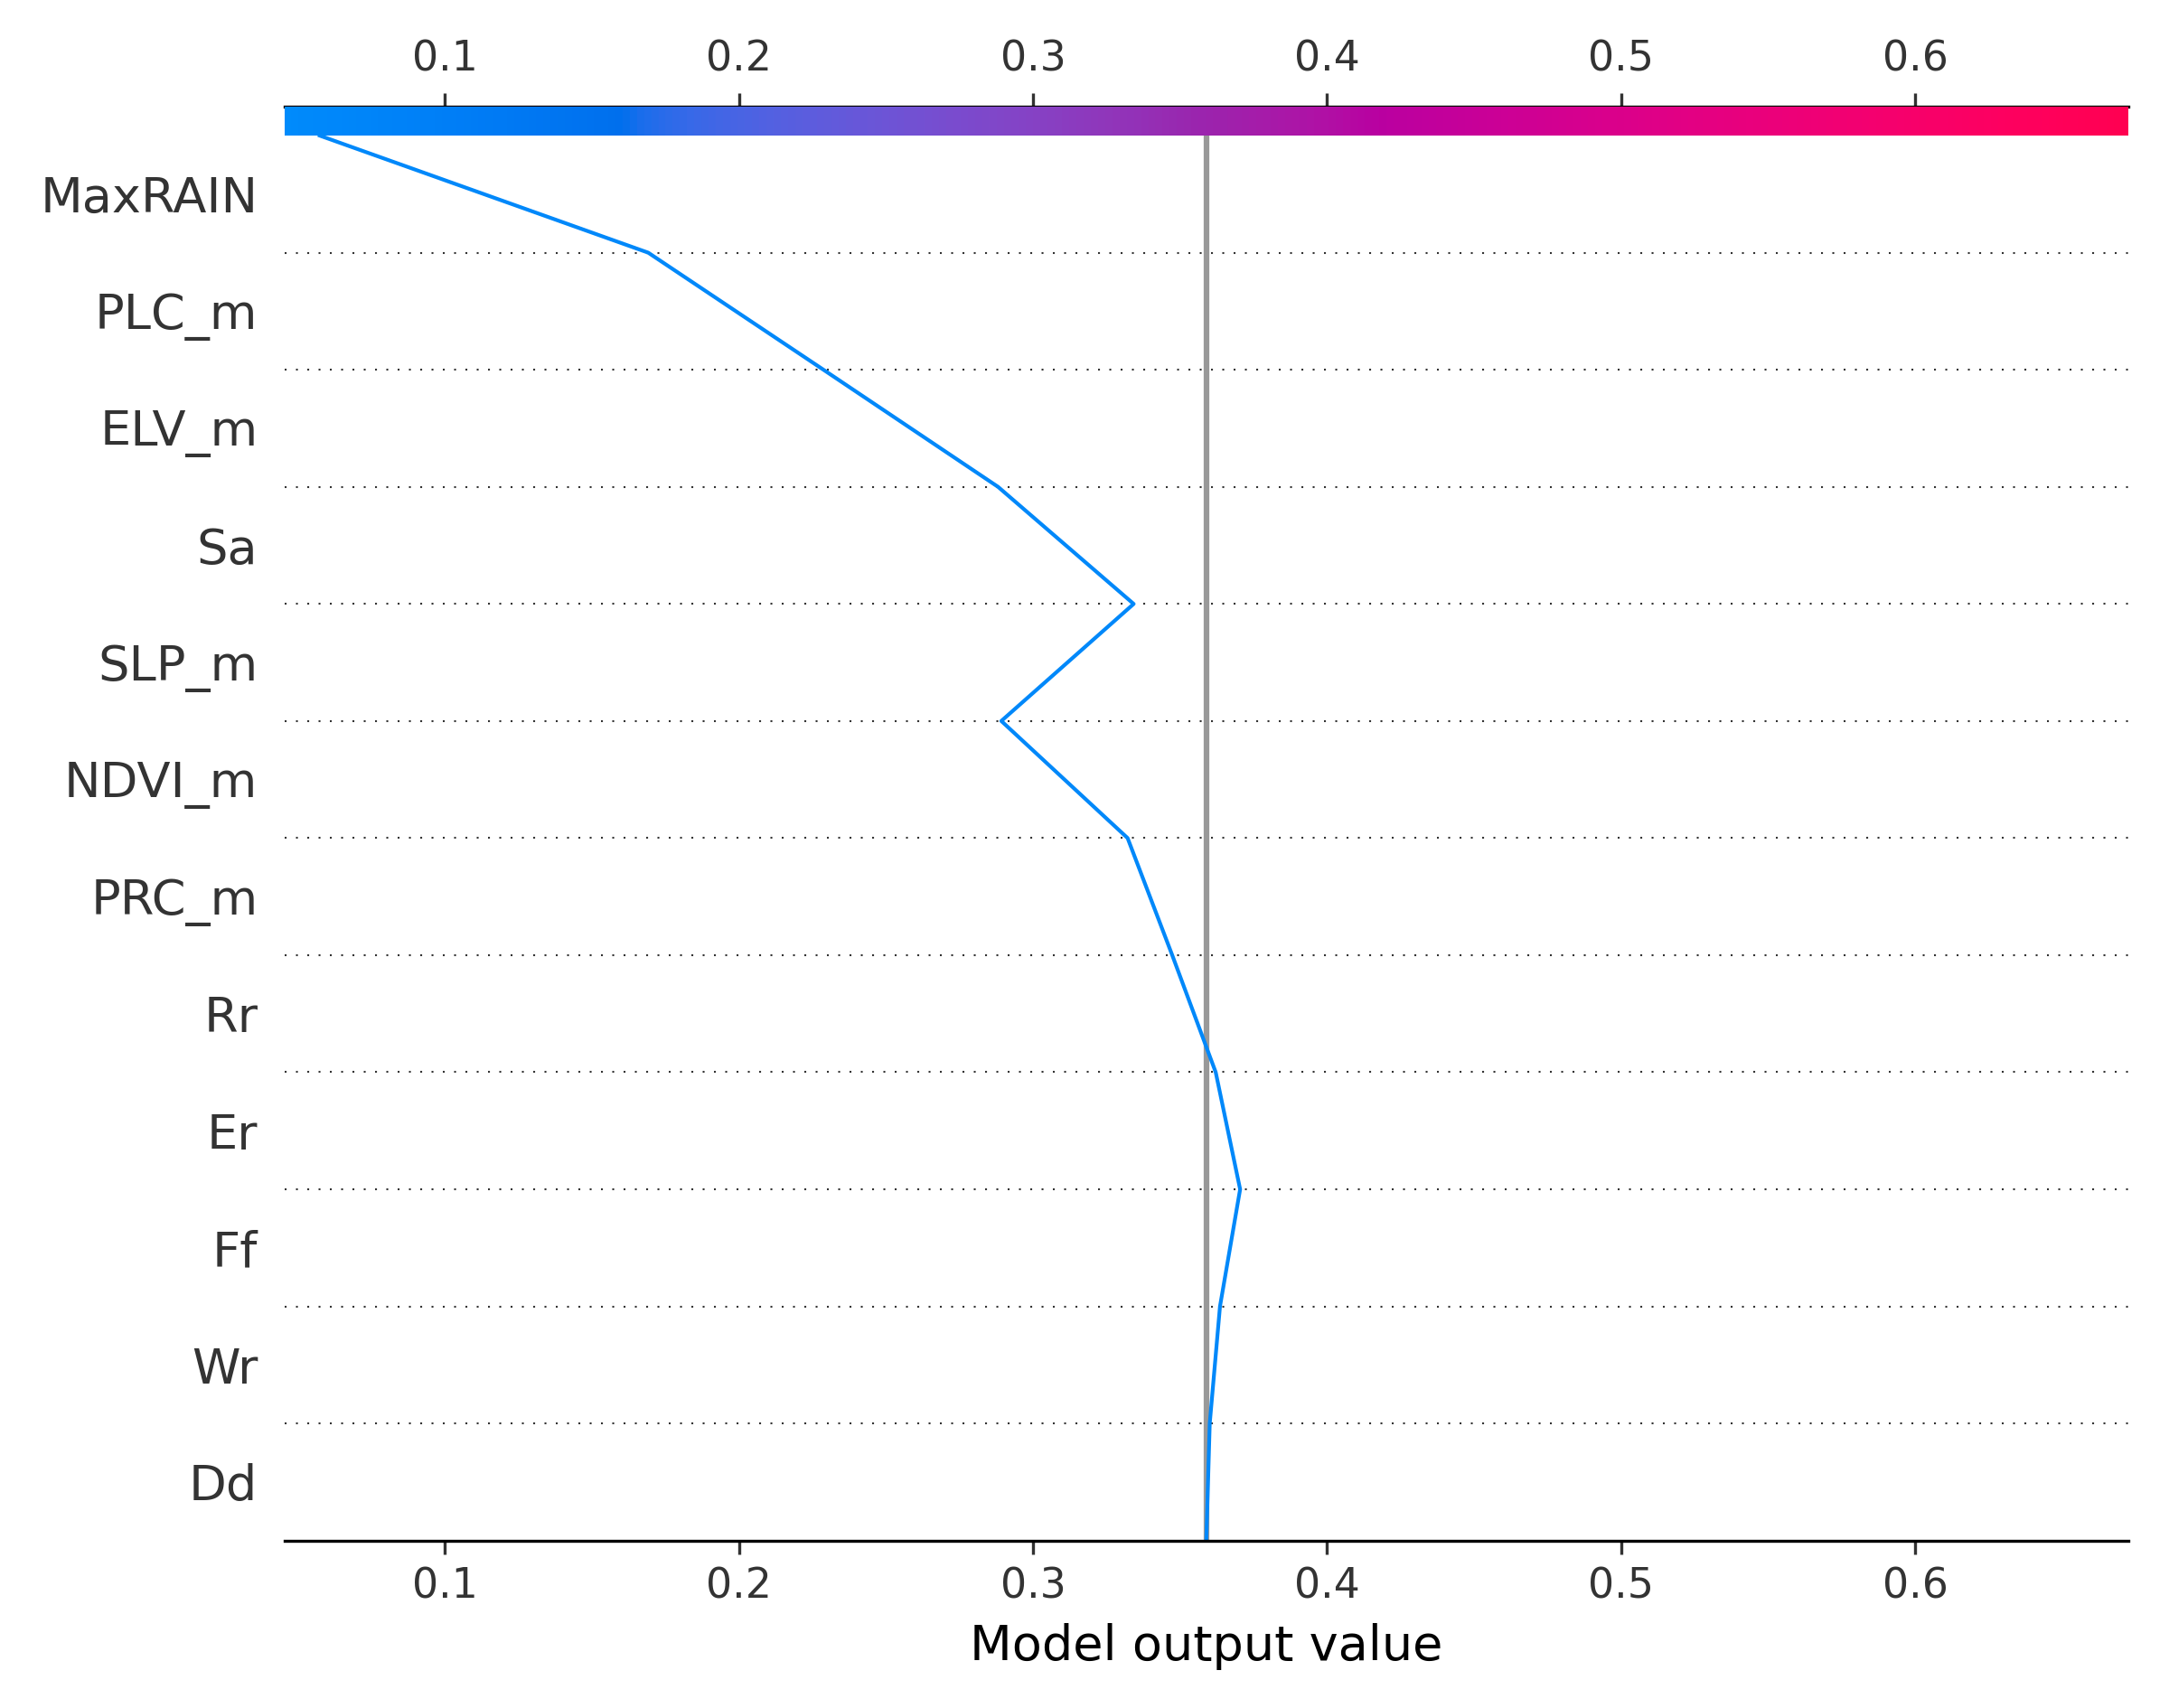 0.1 0.2 0.3 0.4 0.5 0.6
MaxRAIN
PLC_m
ELV_m
Sa
SLP_m
NDVI_m
PRC_m
Rr
Er
Ff
Wr
Dd
0.1 0.2 0.3 0.4 0.5 0.6
Model output value